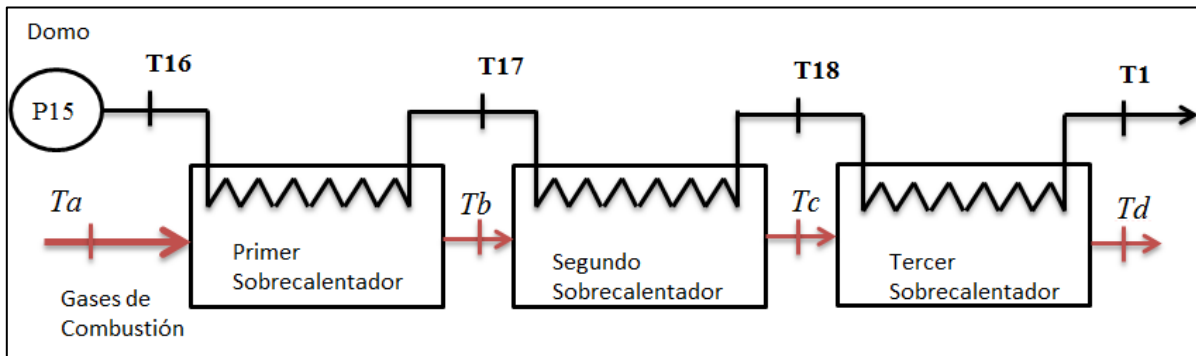 Domo
T16
T17
T18
T1
P15
Ta
Tb
Tc
Td
Primer
Sobrecalentador
Segundo
Sobrecalentador
Tercer
Sobrecalentador
Gases de
Combustión